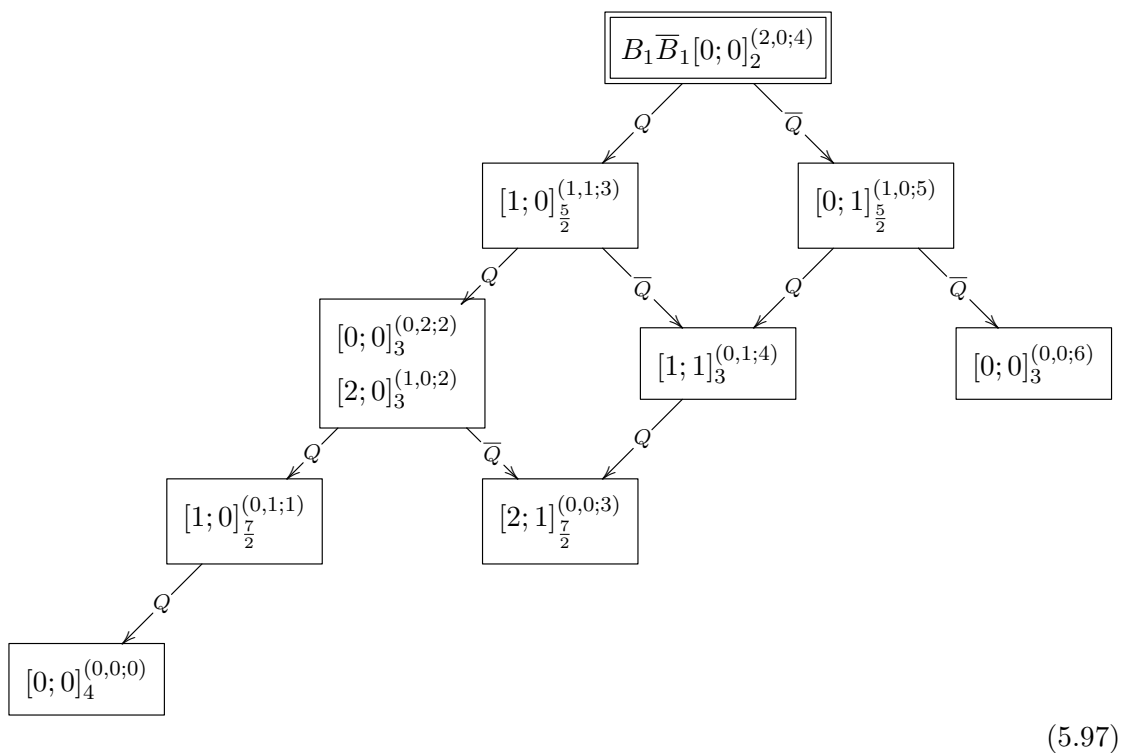 $B_1\overline{B}_1[0;0]_2^{(2,0;4)}$
$Q$ $\overline{Q}$
$[1;0]_{\frac{5}{2}}^{(1,1;3)}$ $[0;1]_{\frac{5}{2}}^{(1,0;5)}$
$Q$ $\overline{Q}$ $Q$ $\overline{Q}$
$[0;0]_3^{(0,2;2)}$
$[2;0]_3^{(1,0;2)}$ $[1;1]_3^{(0,1;4)}$ $[0;0]_3^{(0,0;6)}$
$Q$ $\overline{Q}$ $Q$
$[1;0]_{\frac{7}{2}}^{(0,1;1)}$ $[2;1]_{\frac{7}{2}}^{(0,0;3)}$
$Q$
$[0;0]_4^{(0,0;0)}$
(5.97)